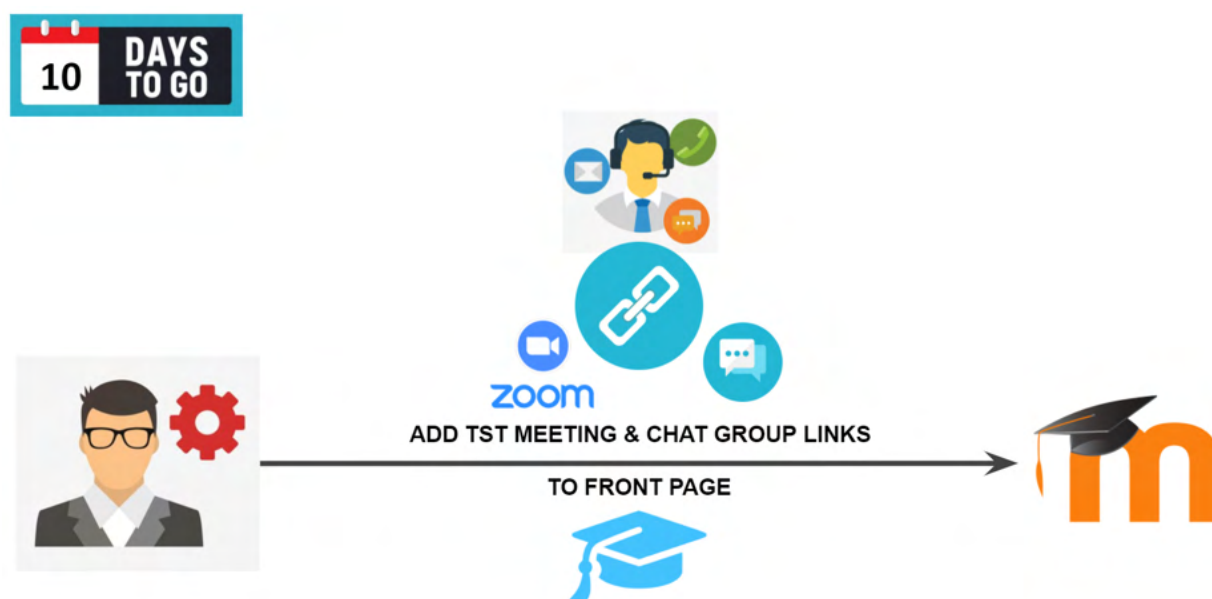 10
DAYS
TO GO
zoom
ADD TST MEETING & CHAT GROUP LINKS
TO FRONT PAGE
m